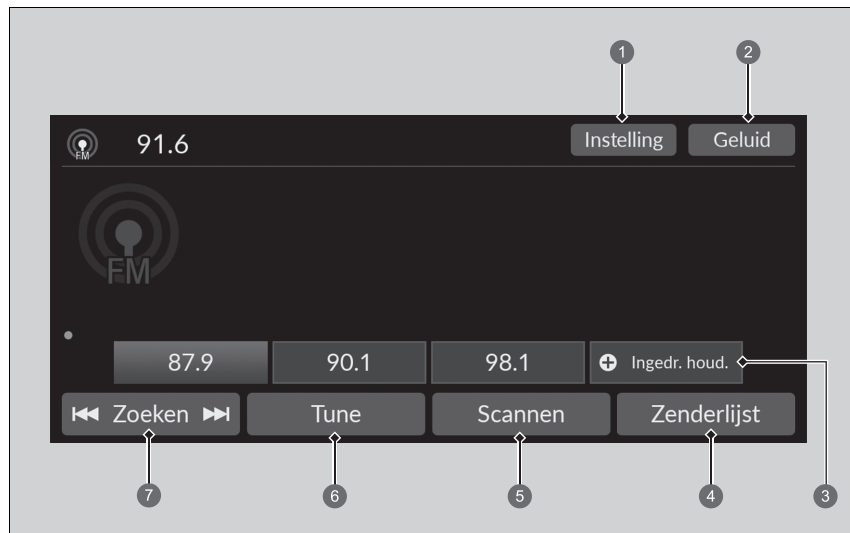 1 2
FM 91.6 Instelling Geluid
FM
87.9 90.1 98.1 Ingedr. houd.
Zoeken Tune Scannen Zenderlijst
7 6 5 4 3